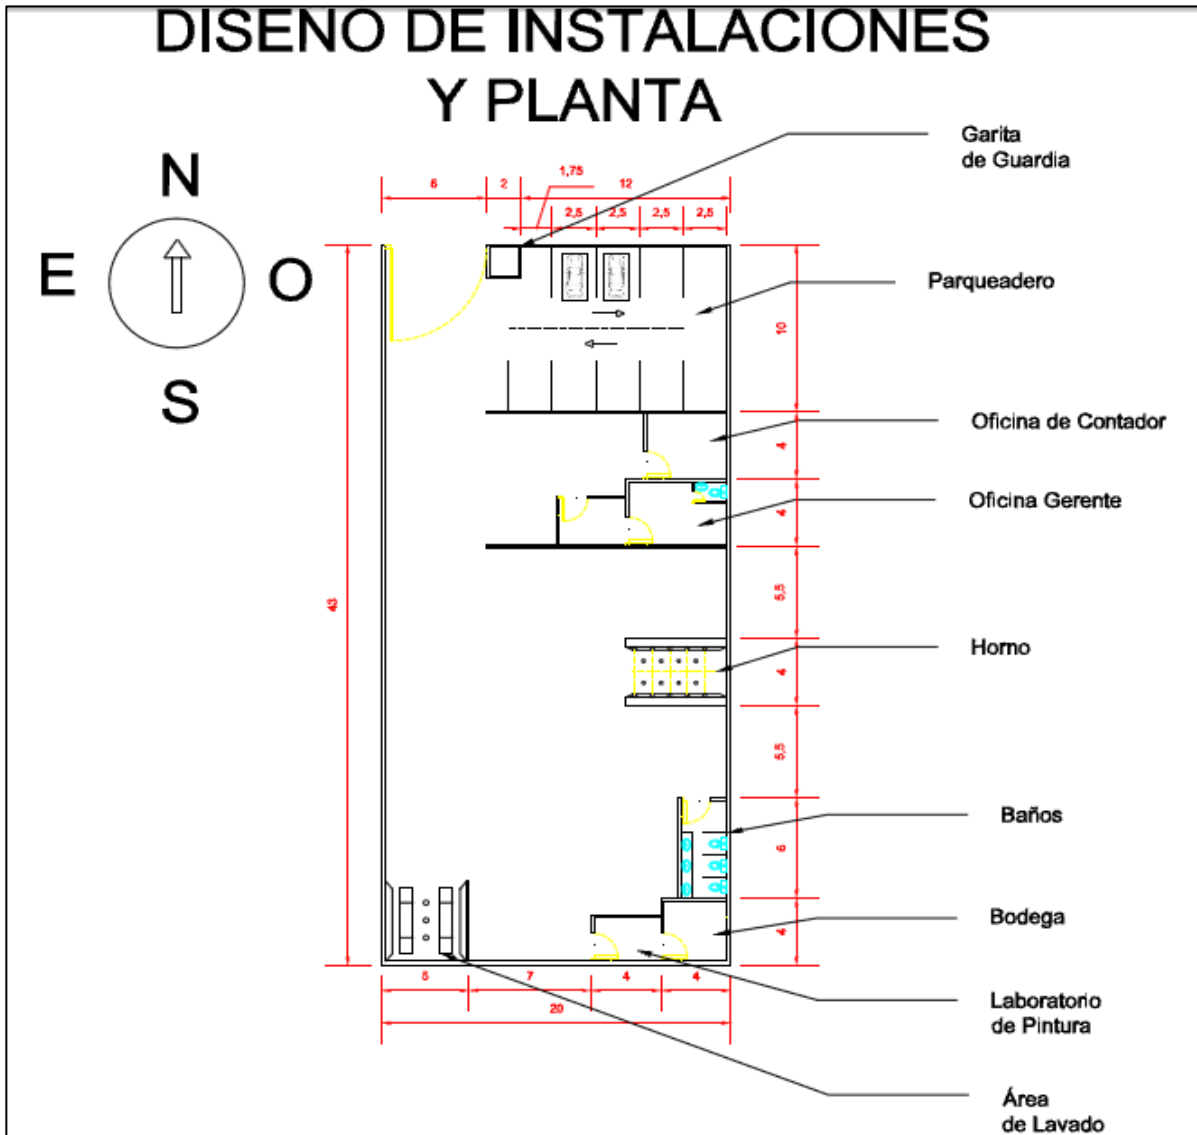 DISENO DE INSTALACIONES
Y PLANTA
Garita
de Guardia
N
E
O
S
6
2
1,75
12
2,5
2,5
2,5
2,5
Parqueadero
10
Oficina de Contador
4
Oficina Gerente
4
43
5,5
Horno
4
5,5
Baños
6
Bodega
4
5
7
4
4
20
Laboratorio
de Pintura
Área
de Lavado